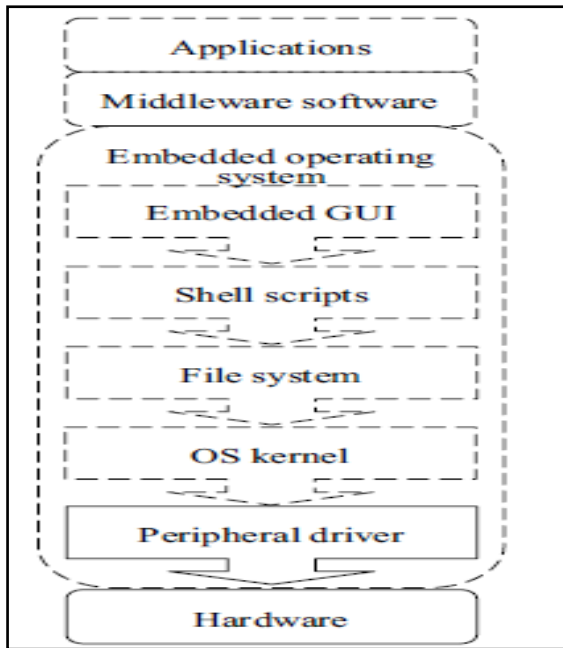 Applications
Middleware software
Embedded operating
system
Embedded GUI
Shell scripts
File system
OS kernel
Peripheral driver
Hardware